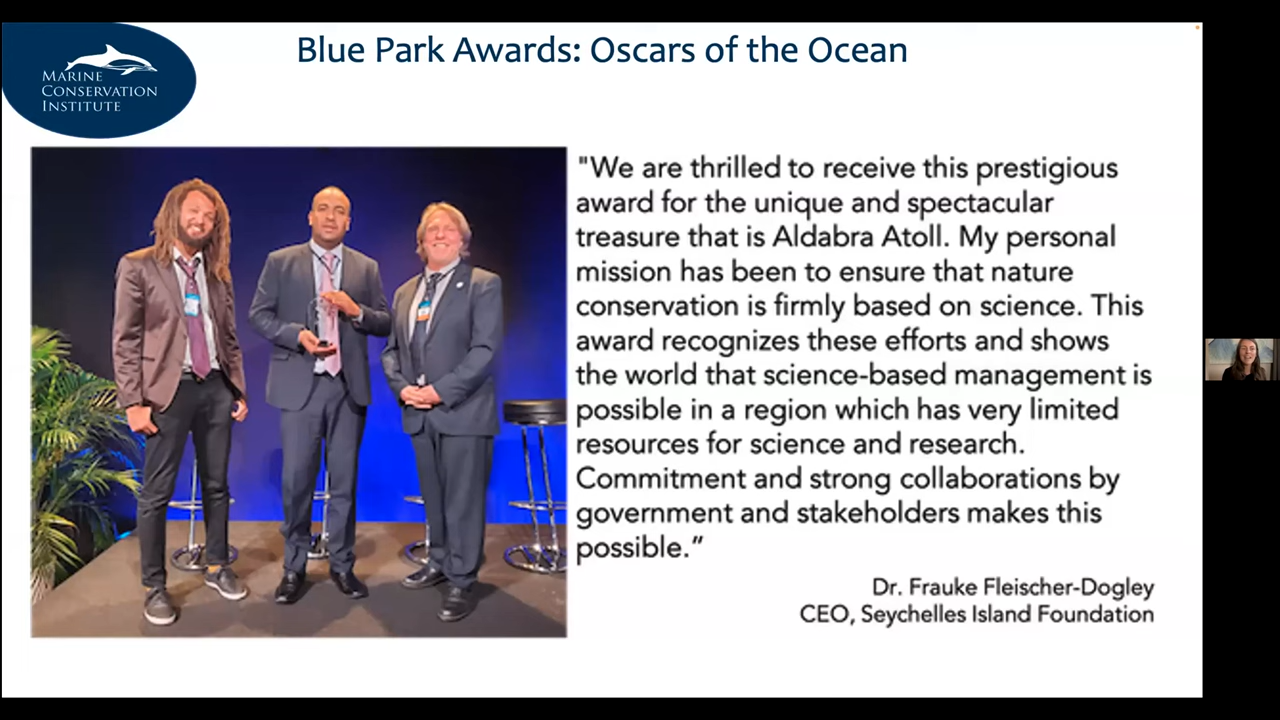 Blue Park Awards: Oscars of the Ocean
MARINE
CONSERVATION
INSTITUTE
"We are thrilled to receive this prestigious
award for the unique and spectacular
treasure that is Aldabra Atoll. My personal
mission has been to ensure that nature
conservation is firmly based on science. This
award recognizes these efforts and shows
the world that science-based management is
possible in a region which has very limited
resources for science and research.
Commitment and strong collaborations by
government and stakeholders makes this
possible.”
Dr. Frauke Fleischer-Dogley
CEO, Seychelles Island Foundation